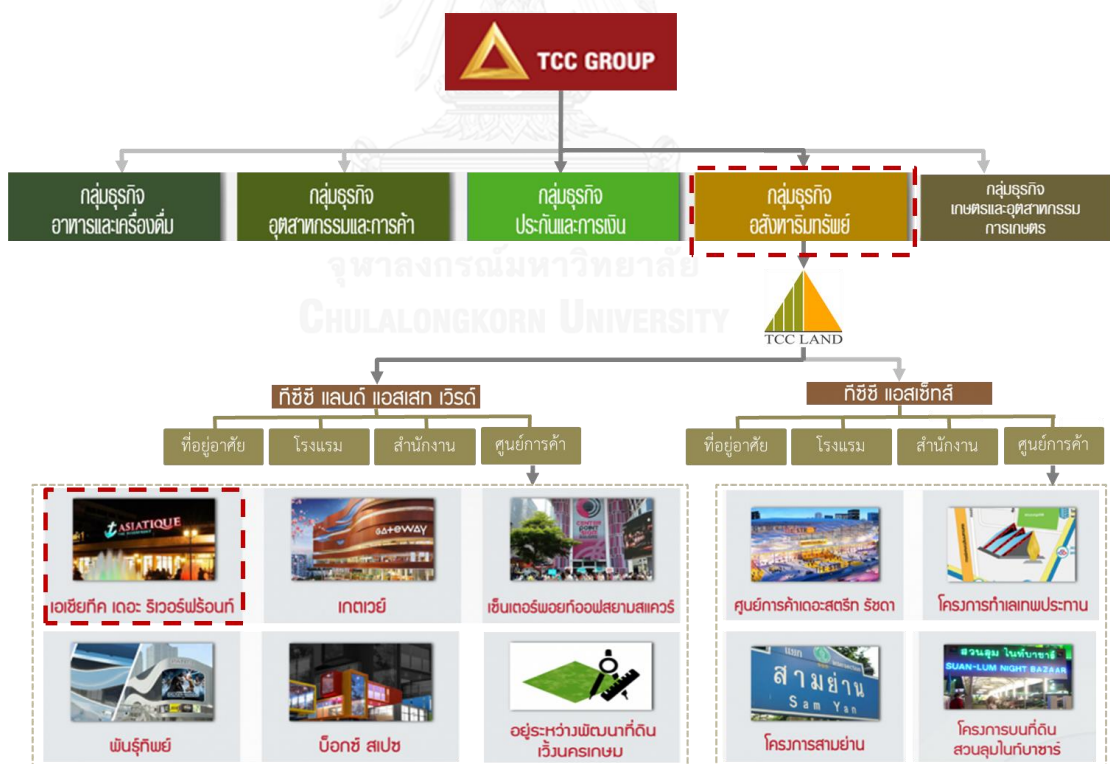 TCC GROUP
กลุ่มธุรกิจ
อาหารและเครื่องดื่ม
กลุ่มธุรกิจ
อุตสาหกรรมและการค้า
กลุ่มธุรกิจ
ประกันและการเงิน
กลุ่มธุรกิจ
อสังหาริมทรัพย์
กลุ่มธุรกิจ
เกษตรและอุตสาหกรรม
การเกษตร
จุฬาลงกรณ์มหาวิทยาลัย
CHULALONGKORN UNIVERSITY
TCC LAND
ทีซีซี แลนด์ แอสเสท เวิรด์
ที่อยู่อาศัย
โรงแรม
สำนักงาน
ศูนย์การค้า
ทีซีซี แอสเซ็ทส์
ที่อยู่อาศัย
โรงแรม
สำนักงาน
ศูนย์การค้า
ASIATIQUE
เอเชียทีค เดอะ ริเวอร์ฟร้อนท์
GATEWAY
เกตเวย์
CENTER
POINT
เซ็นเตอร์พอยท์ออฟสยามสแควร์
ศูนย์การค้าเดอะสตรีท รัชดา
โครงการทำเลเทพประทาน
พันธุ์ทิพย์
บ็อกซ์ สเปซ
อยู่ระหว่างพัฒนาที่ดิน
เวิ้งนครเกษม
สามย่าน
Sam Yan
โครงการสามย่าน
สวนลุม ไนท์บาซาร์
SUAN-LUM NIGHT BAZAAR
โครงการบนที่ดิน
สวนลุมไนท์บาซาร์